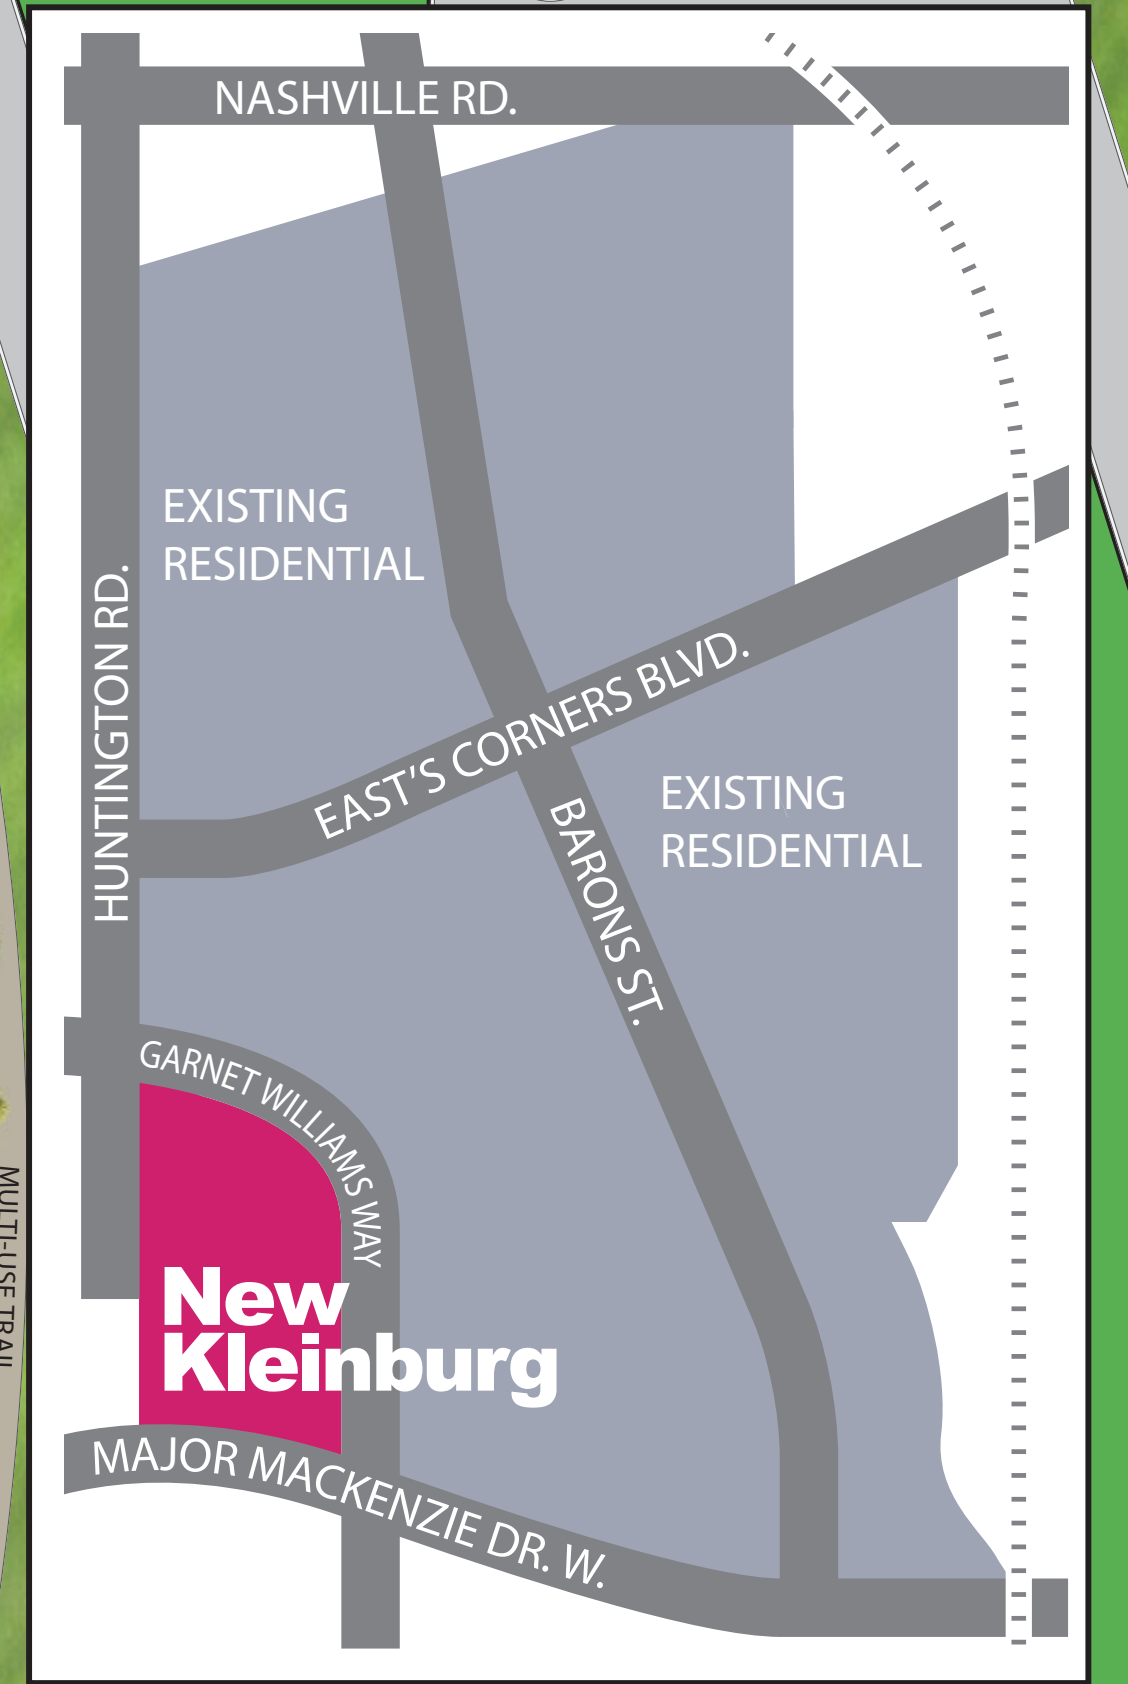 NASHVILLE RD.
EXISTING
RESIDENTIAL
HUNTINGTON RD.
EAST'S CORNERS BLVD.
BARONS ST.
EXISTING
RESIDENTIAL
GARNET WILLIAMS WAY
MULTI-USE TRAIL
New
Kleinburg
MAJOR MACKENZIE DR. W.